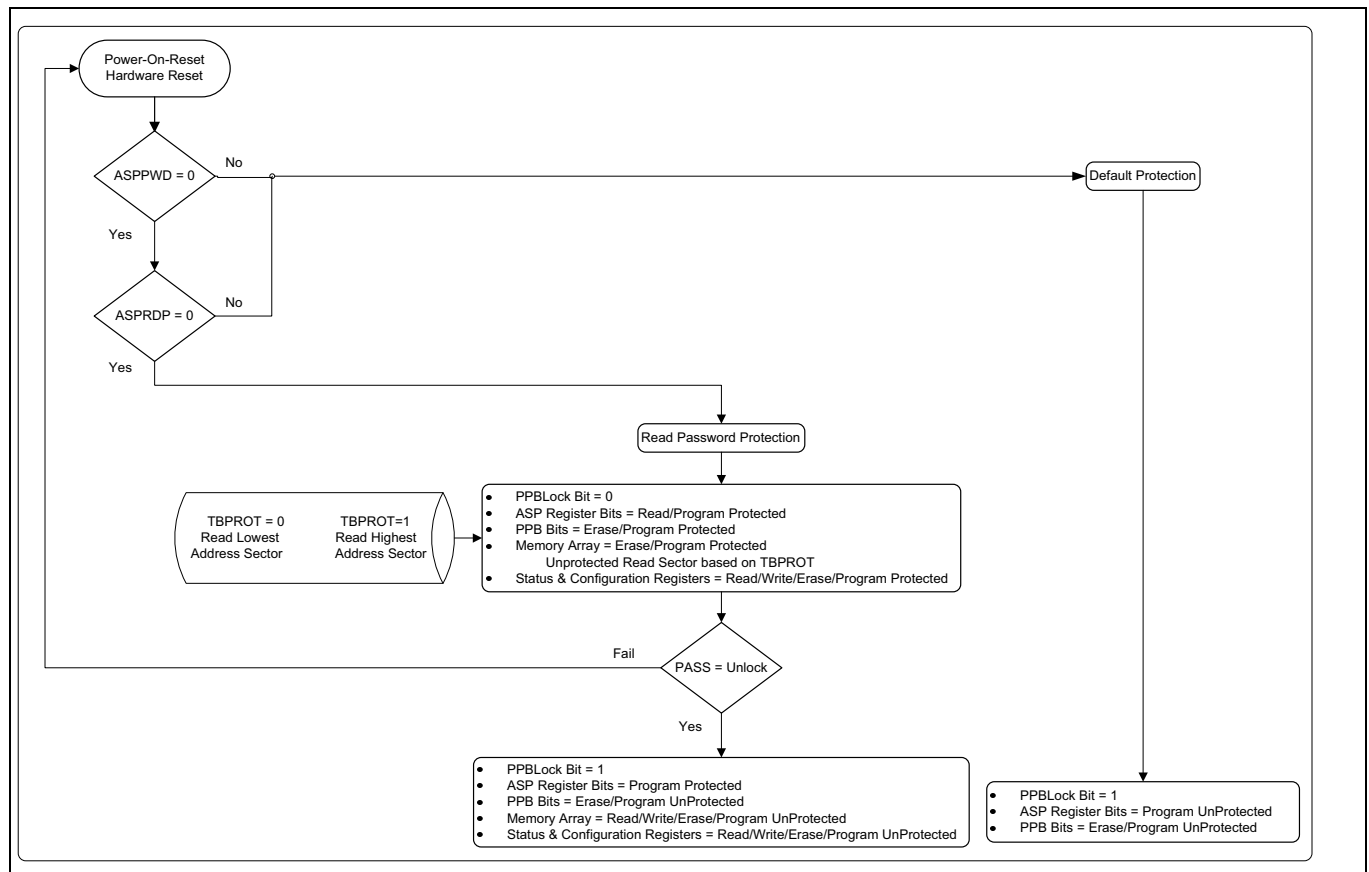 Power-On-Reset
Hardware Reset
ASPPWD = 0
No
Default Protection
Yes
ASPRDP = 0
No
Yes
Read Password Protection
TBPROT = 0
Read Lowest
Address Sector
TBPROT=1
Read Highest
Address Sector
• PPBLock Bit = 0
• ASP Register Bits = Read/Program Protected
• PPB Bits = Erase/Program Protected
• Memory Array = Erase/Program Protected
Unprotected Read Sector based on TBPROT
• Status & Configuration Registers = Read/Write/Erase/Program Protected
Fail
PASS = Unlock
Yes
• PPBLock Bit = 1
• ASP Register Bits = Program Protected
• PPB Bits = Erase/Program UnProtected
• Memory Array = Read/Write/Erase/Program UnProtected
• Status & Configuration Registers = Read/Write/Erase/Program UnProtected
• PPBLock Bit = 1
• ASP Register Bits = Program UnProtected
• PPB Bits = Erase/Program UnProtected